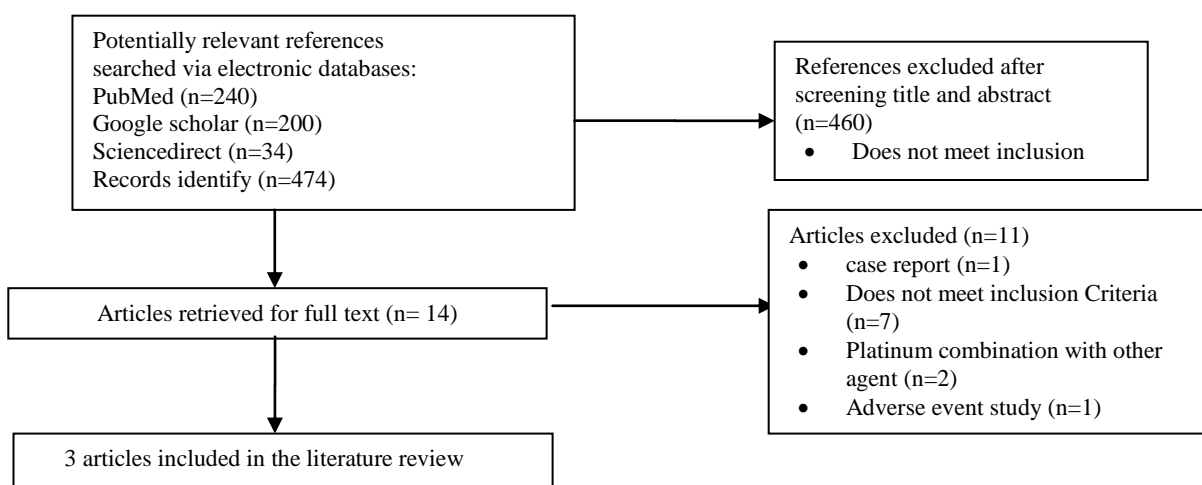 Potentially relevant references
searched via electronic databases:
PubMed (n=240)
Google scholar (n=200)
Sciencedirect (n=34)
Records identify (n=474)
References excluded after
screening title and abstract
(n=460)
• Does not meet inclusion
Articles retrieved for full text (n= 14)
Articles excluded (n=11)
• case report (n=1)
• Does not meet inclusion Criteria
(n=7)
• Platinum combination with other
agent (n=2)
• Adverse event study (n=1)
3 articles included in the literature review